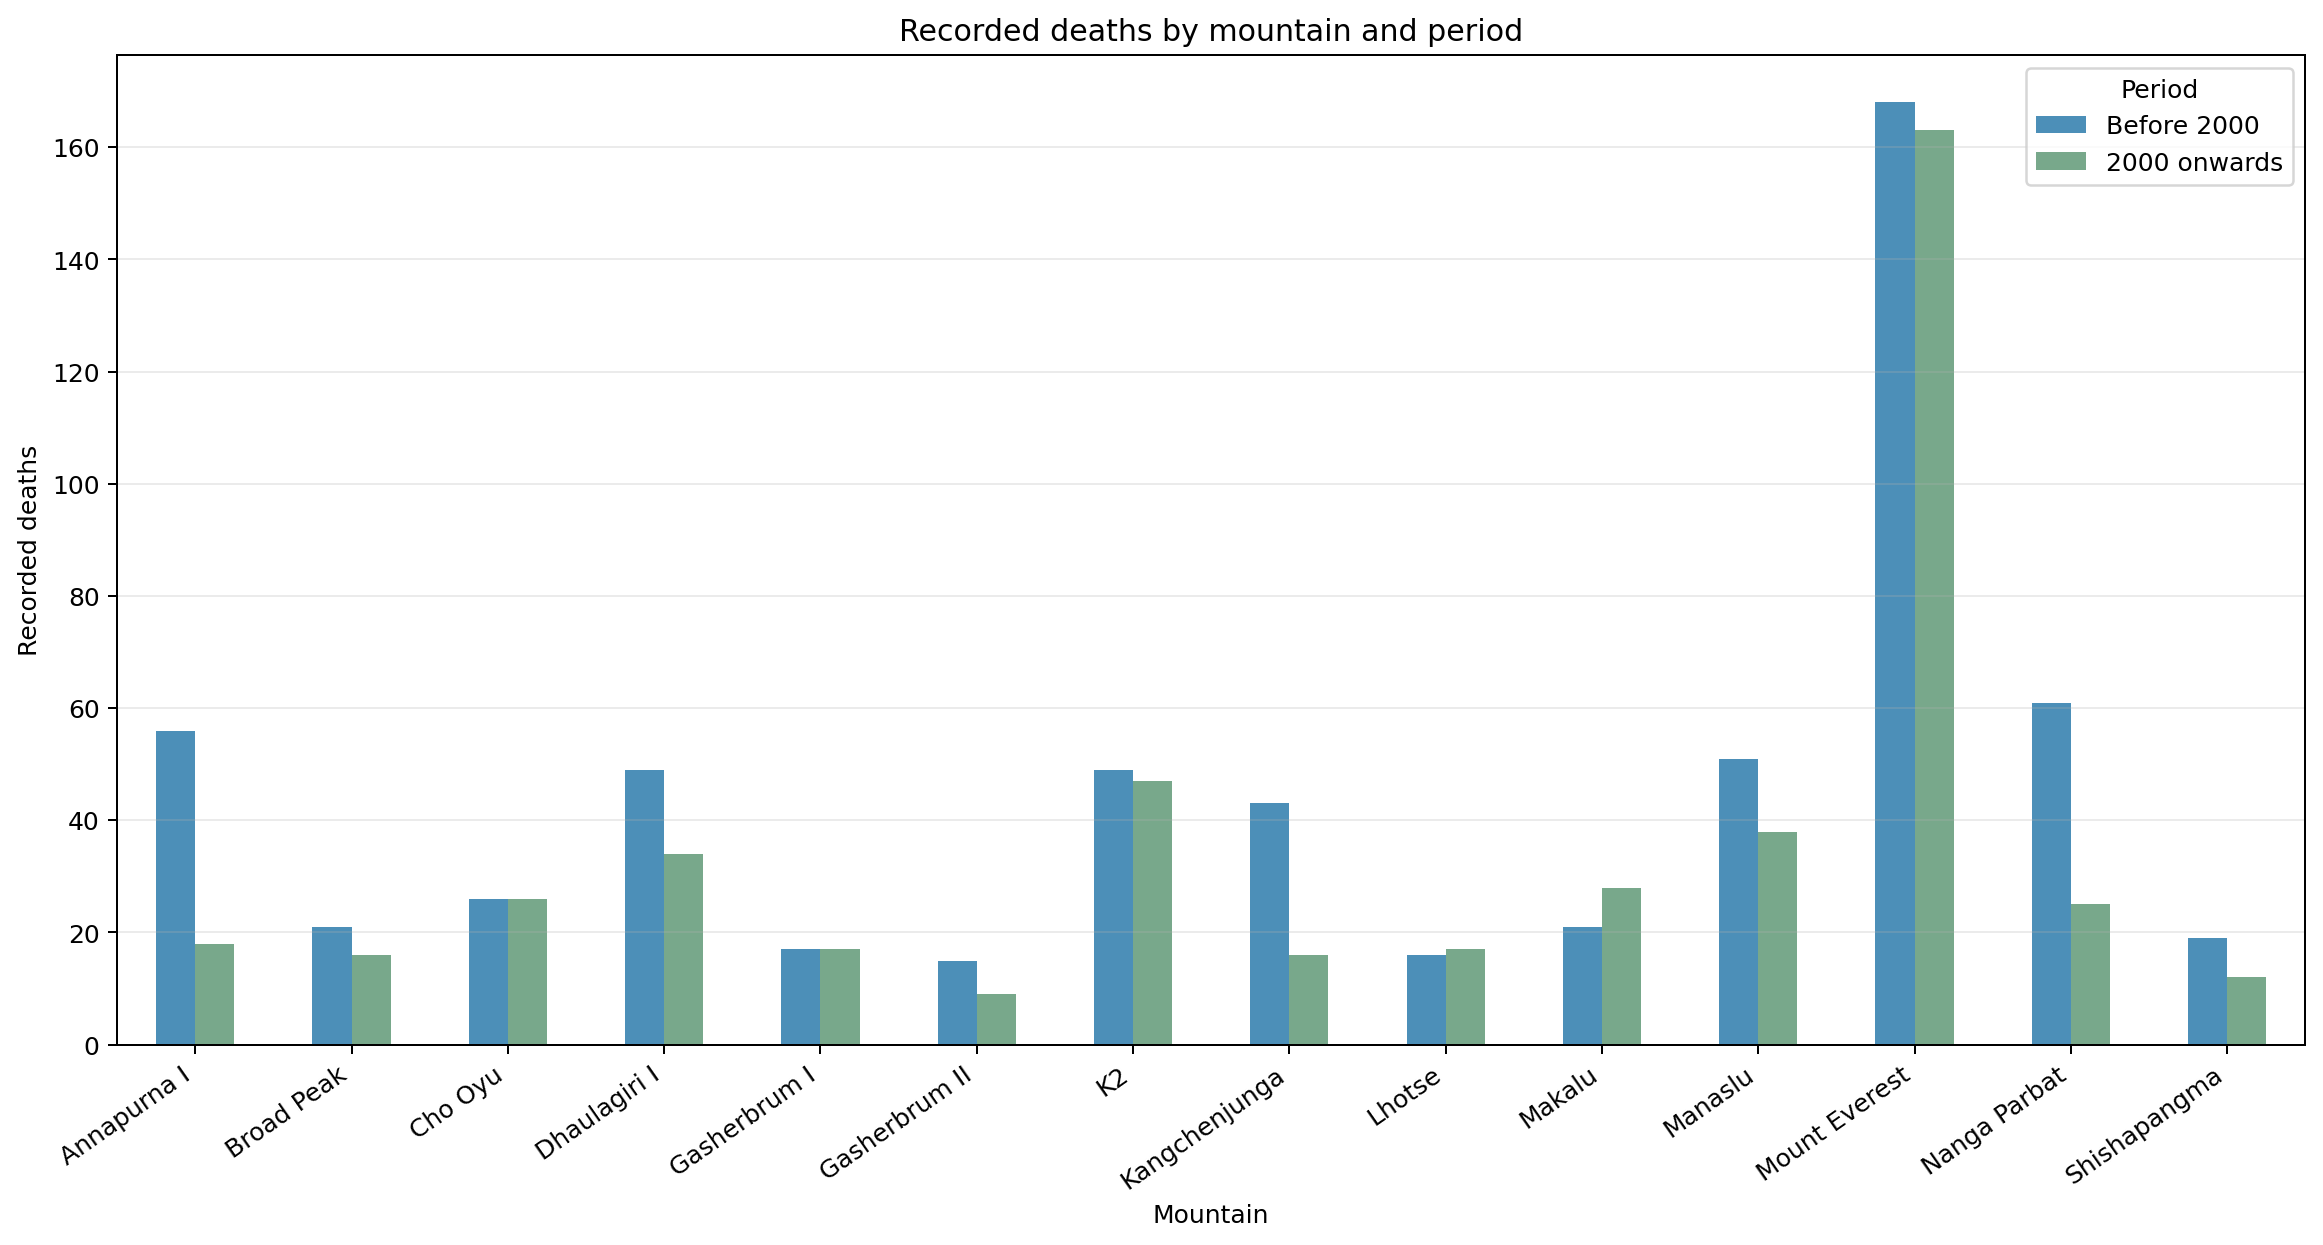 Recorded deaths by mountain and period
Period
Before 2000
2000 onwards
Recorded deaths
160
140
120
100
80
60
40
20
0
Annapurna I
Broad Peak
Cho Oyu
Dhaulagiri I
Gasherbrum I
Gasherbrum II
K2
Kangchenjunga
Lhotse
Makalu
Manaslu
Mount Everest
Nanga Parbat
Shishapangma
Mountain